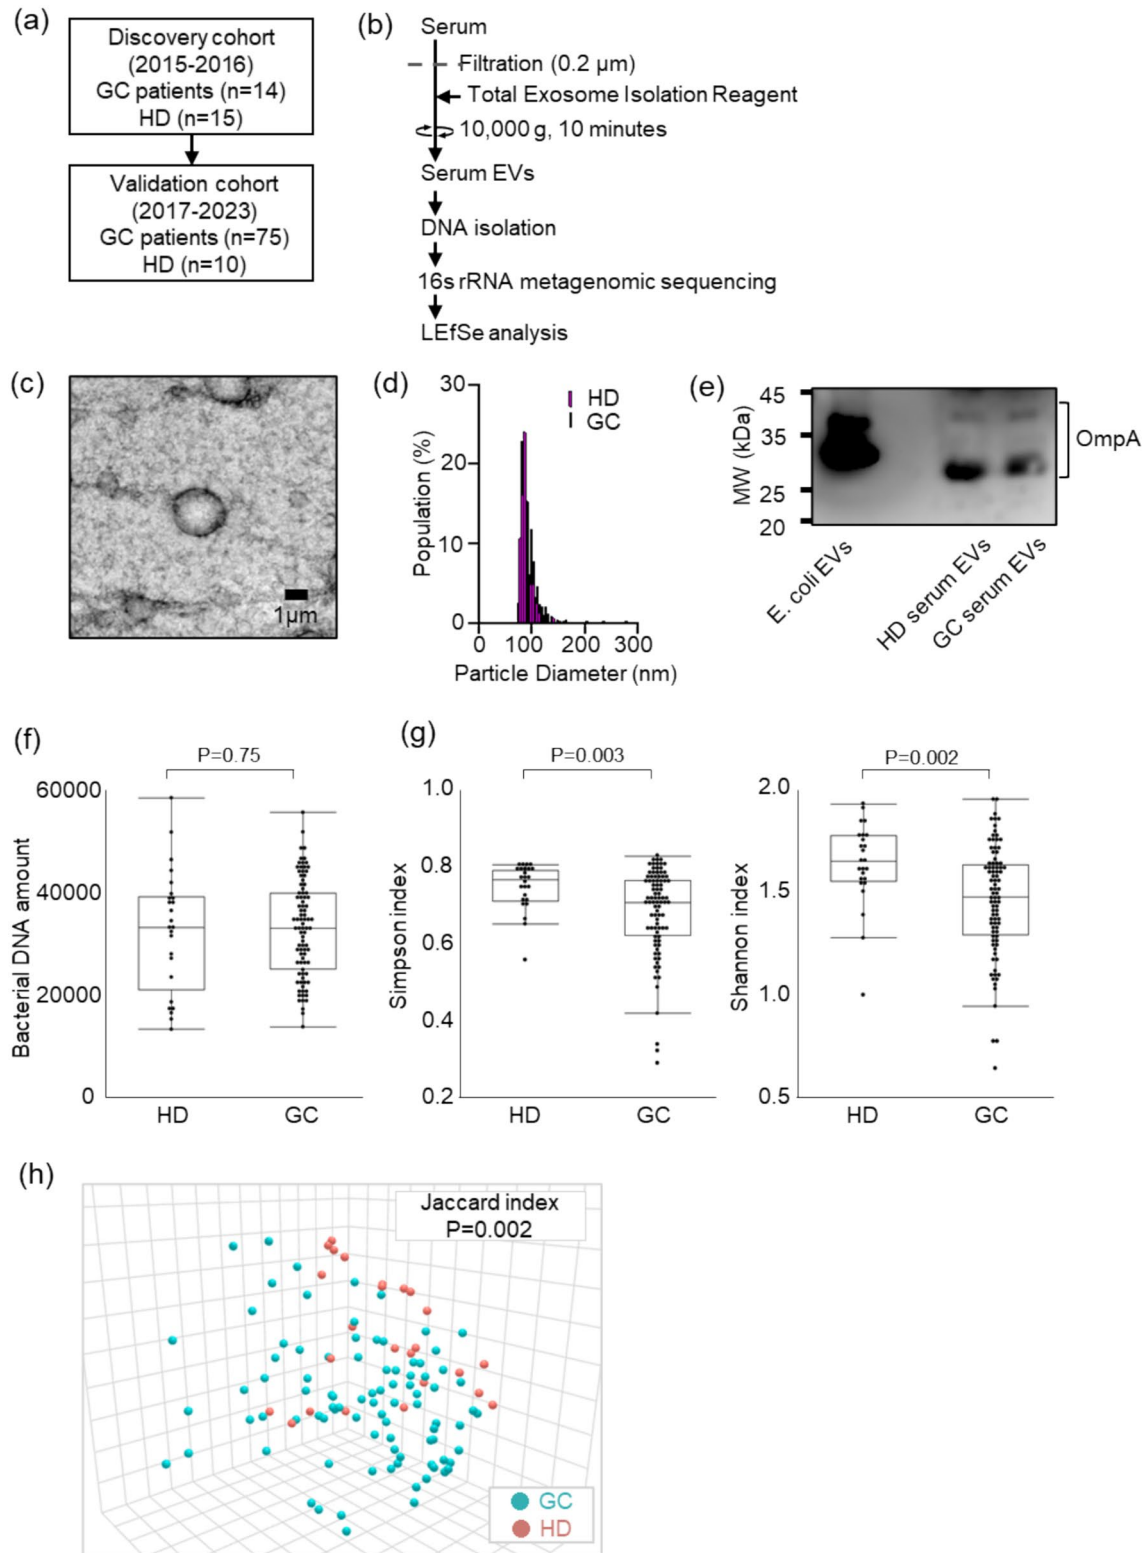 (a)
Discovery cohort
(2015-2016)
GC patients (n=14)
HD (n=15)
Validation cohort
(2017-2023)
GC patients (n=75)
HD (n=10)
(b)
Serum
Filtration (0.2 µm)
Total Exosome Isolation Reagent
10,000 g, 10 minutes
Serum EVs
DNA isolation
16s rRNA metagenomic sequencing
LEfSe analysis
(c)
1µm
(d)
Population (%)
30
20
10
0
0 100 200 300
Particle Diameter (nm)
HD
GC
(e)
MW (kDa)
45
35
25
20
OmpA
E. coli EVs
HD serum EVs
GC serum EVs
(f)
P=0.75
Bacterial DNA amount
60000
40000
20000
0
HD GC
(g)
P=0.003
Simpson index
1.0
0.8
0.6
0.4
0.2
HD GC
P=0.002
Shannon index
2.0
1.5
1.0
0.5
HD GC
(h)
Jaccard index
P=0.002
GC
HD